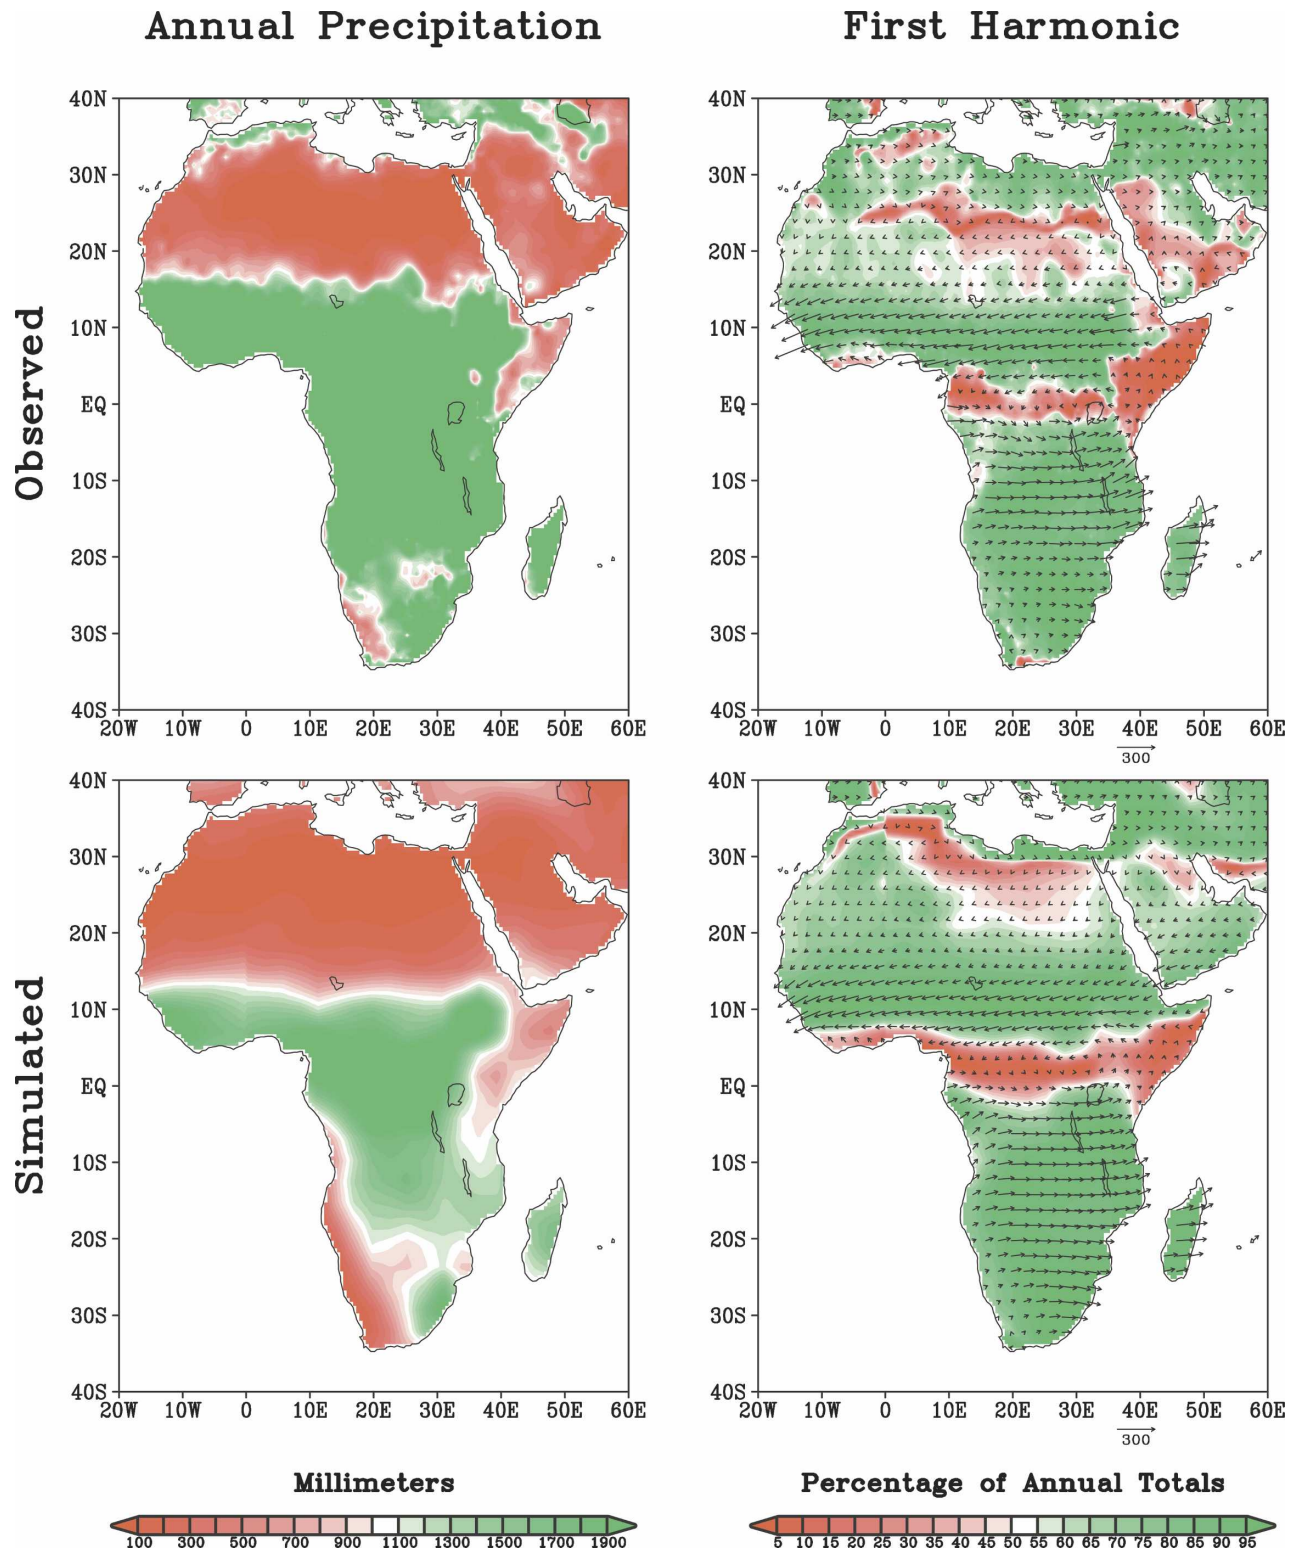 Annual Precipitation First Harmonic
Observed
40N
30N
20N
10N
EQ
10S
20S
30S
40S
20W 10W 0 10E 20E 30E 40E 50E 60E
40N
30N
20N
10N
EQ
10S
20S
30S
40S
20W 10W 0 10E 20E 30E 40E 50E 60E
300
Simulated
40N
30N
20N
10N
EQ
10S
20S
30S
40S
20W 10W 0 10E 20E 30E 40E 50E 60E
40N
30N
20N
10N
EQ
10S
20S
30S
40S
20W 10W 0 10E 20E 30E 40E 50E 60E
300
Millimeters
100 300 500 700 900 1100 1300 1500 1700 1900
Percentage of Annual Totals
5 10 15 20 25 30 35 40 45 50 55 60 65 70 75 80 85 90 95